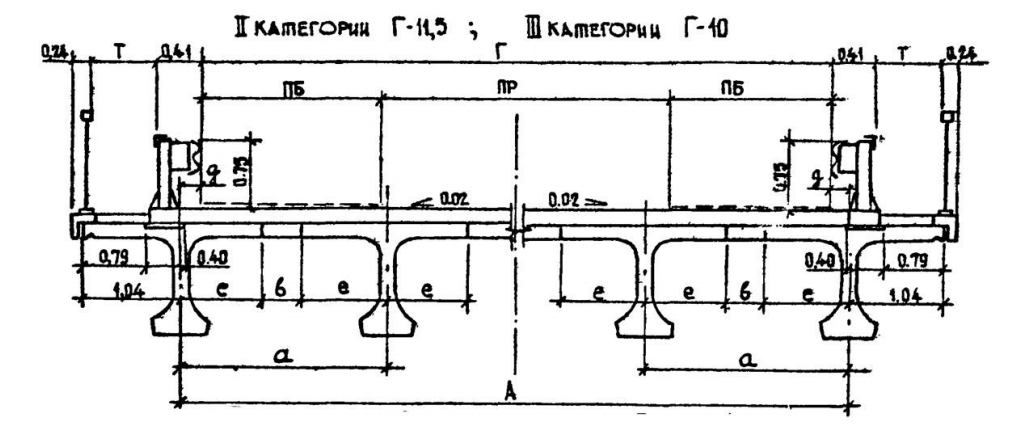 II КАТЕГОРИИ Г-11,5 ; III КАТЕГОРИИ Г-10
0.24 Т 0.41 Г 0.41 Т 0.24
ПБ ПР ПБ
0.75 0.75
g g
0.02 0.02
0.79 0.40 0.40 0.79
1,04 e в e e e e в e 1,04
a a
A